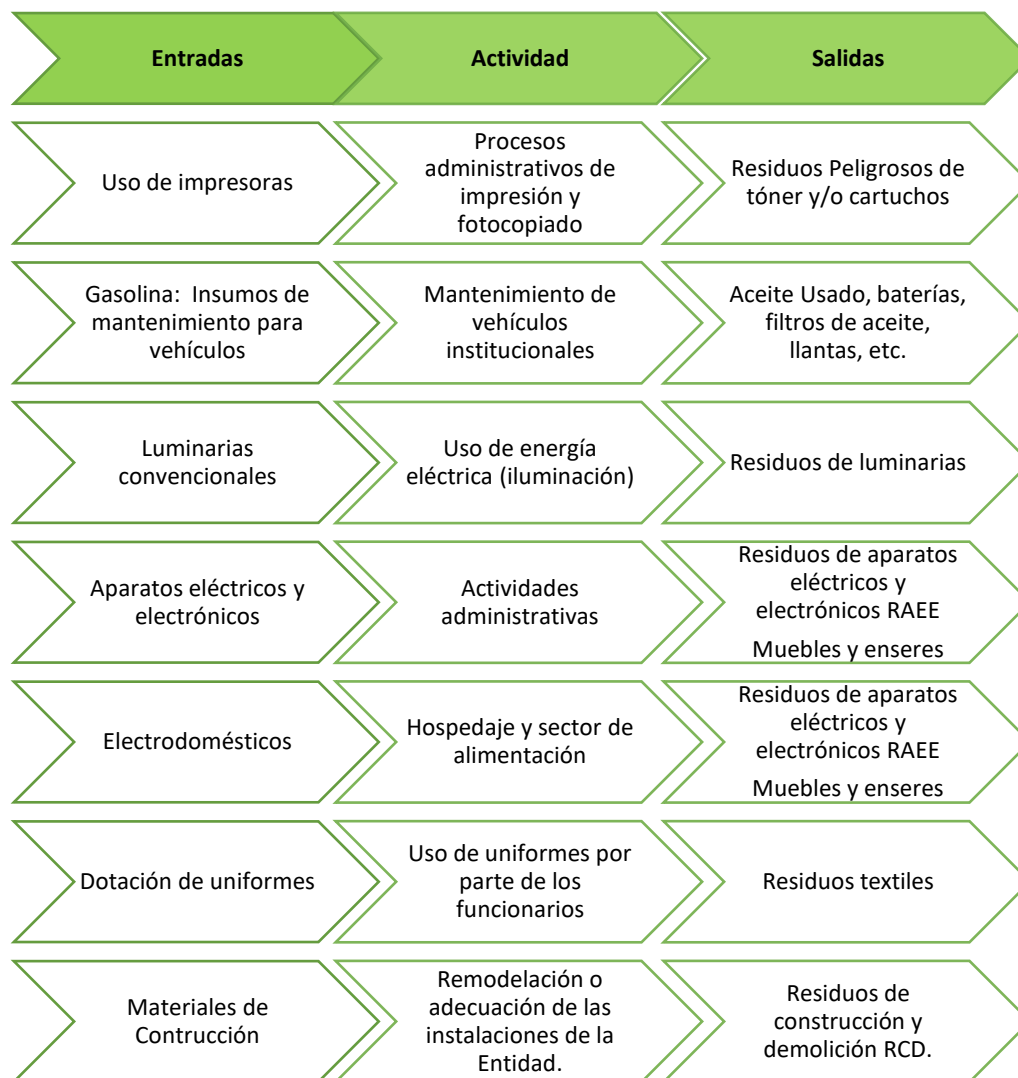 Entradas
Actividad
Salidas
Uso de impresoras
Procesos
administrativos de
impresión y
fotocopiado
Residuos Peligrosos de
tóner y/o cartuchos
Gasolina:  Insumos de
mantenimiento para
vehículos
Mantenimiento de
vehículos
institucionales
Aceite Usado, baterías,
filtros de aceite,
llantas, etc.
Luminarias
convencionales
Uso de energía
eléctrica (iluminación)
Residuos de luminarias
Aparatos eléctricos y
electrónicos
Actividades
administrativas
Residuos de aparatos
eléctricos y
electrónicos RAEE
Muebles y enseres
Electrodomésticos
Hospedaje y sector de
alimentación
Residuos de aparatos
eléctricos y
electrónicos RAEE
Muebles y enseres
Dotación de uniformes
Uso de uniformes por
parte de los
funcionarios
Residuos textiles
Materiales de
Contrucción
Remodelación o
adecuación de las
instalaciones de la
Entidad.
Residuos de
construcción y
demolición RCD.